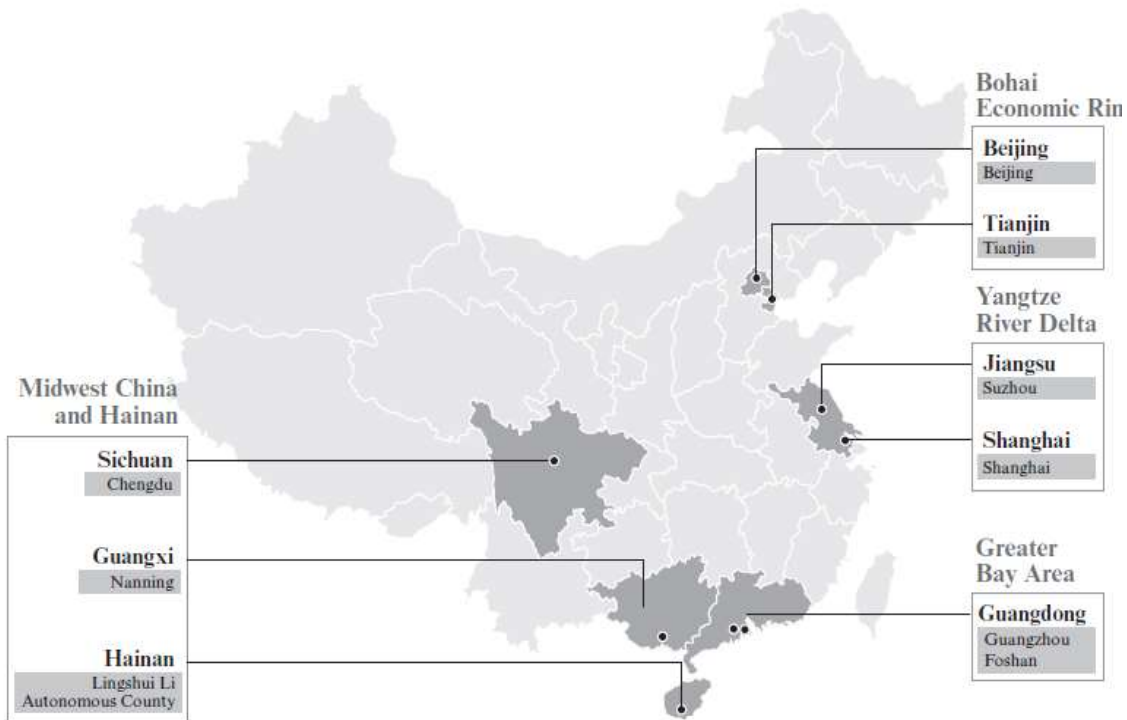 Bohai
Economic Rin
Beijing
Beijing
Tianjin
Tianjin
Yangtze
River Delta
Jiangsu
Suzhou
Shanghai
Shanghai
Midwest China
and Hainan
Sichuan
Chengdu
Guangxi
Nanning
Hainan
Lingshui Li
Autonomous County
Greater
Bay Area
Guangdong
Guangzhou
Foshan